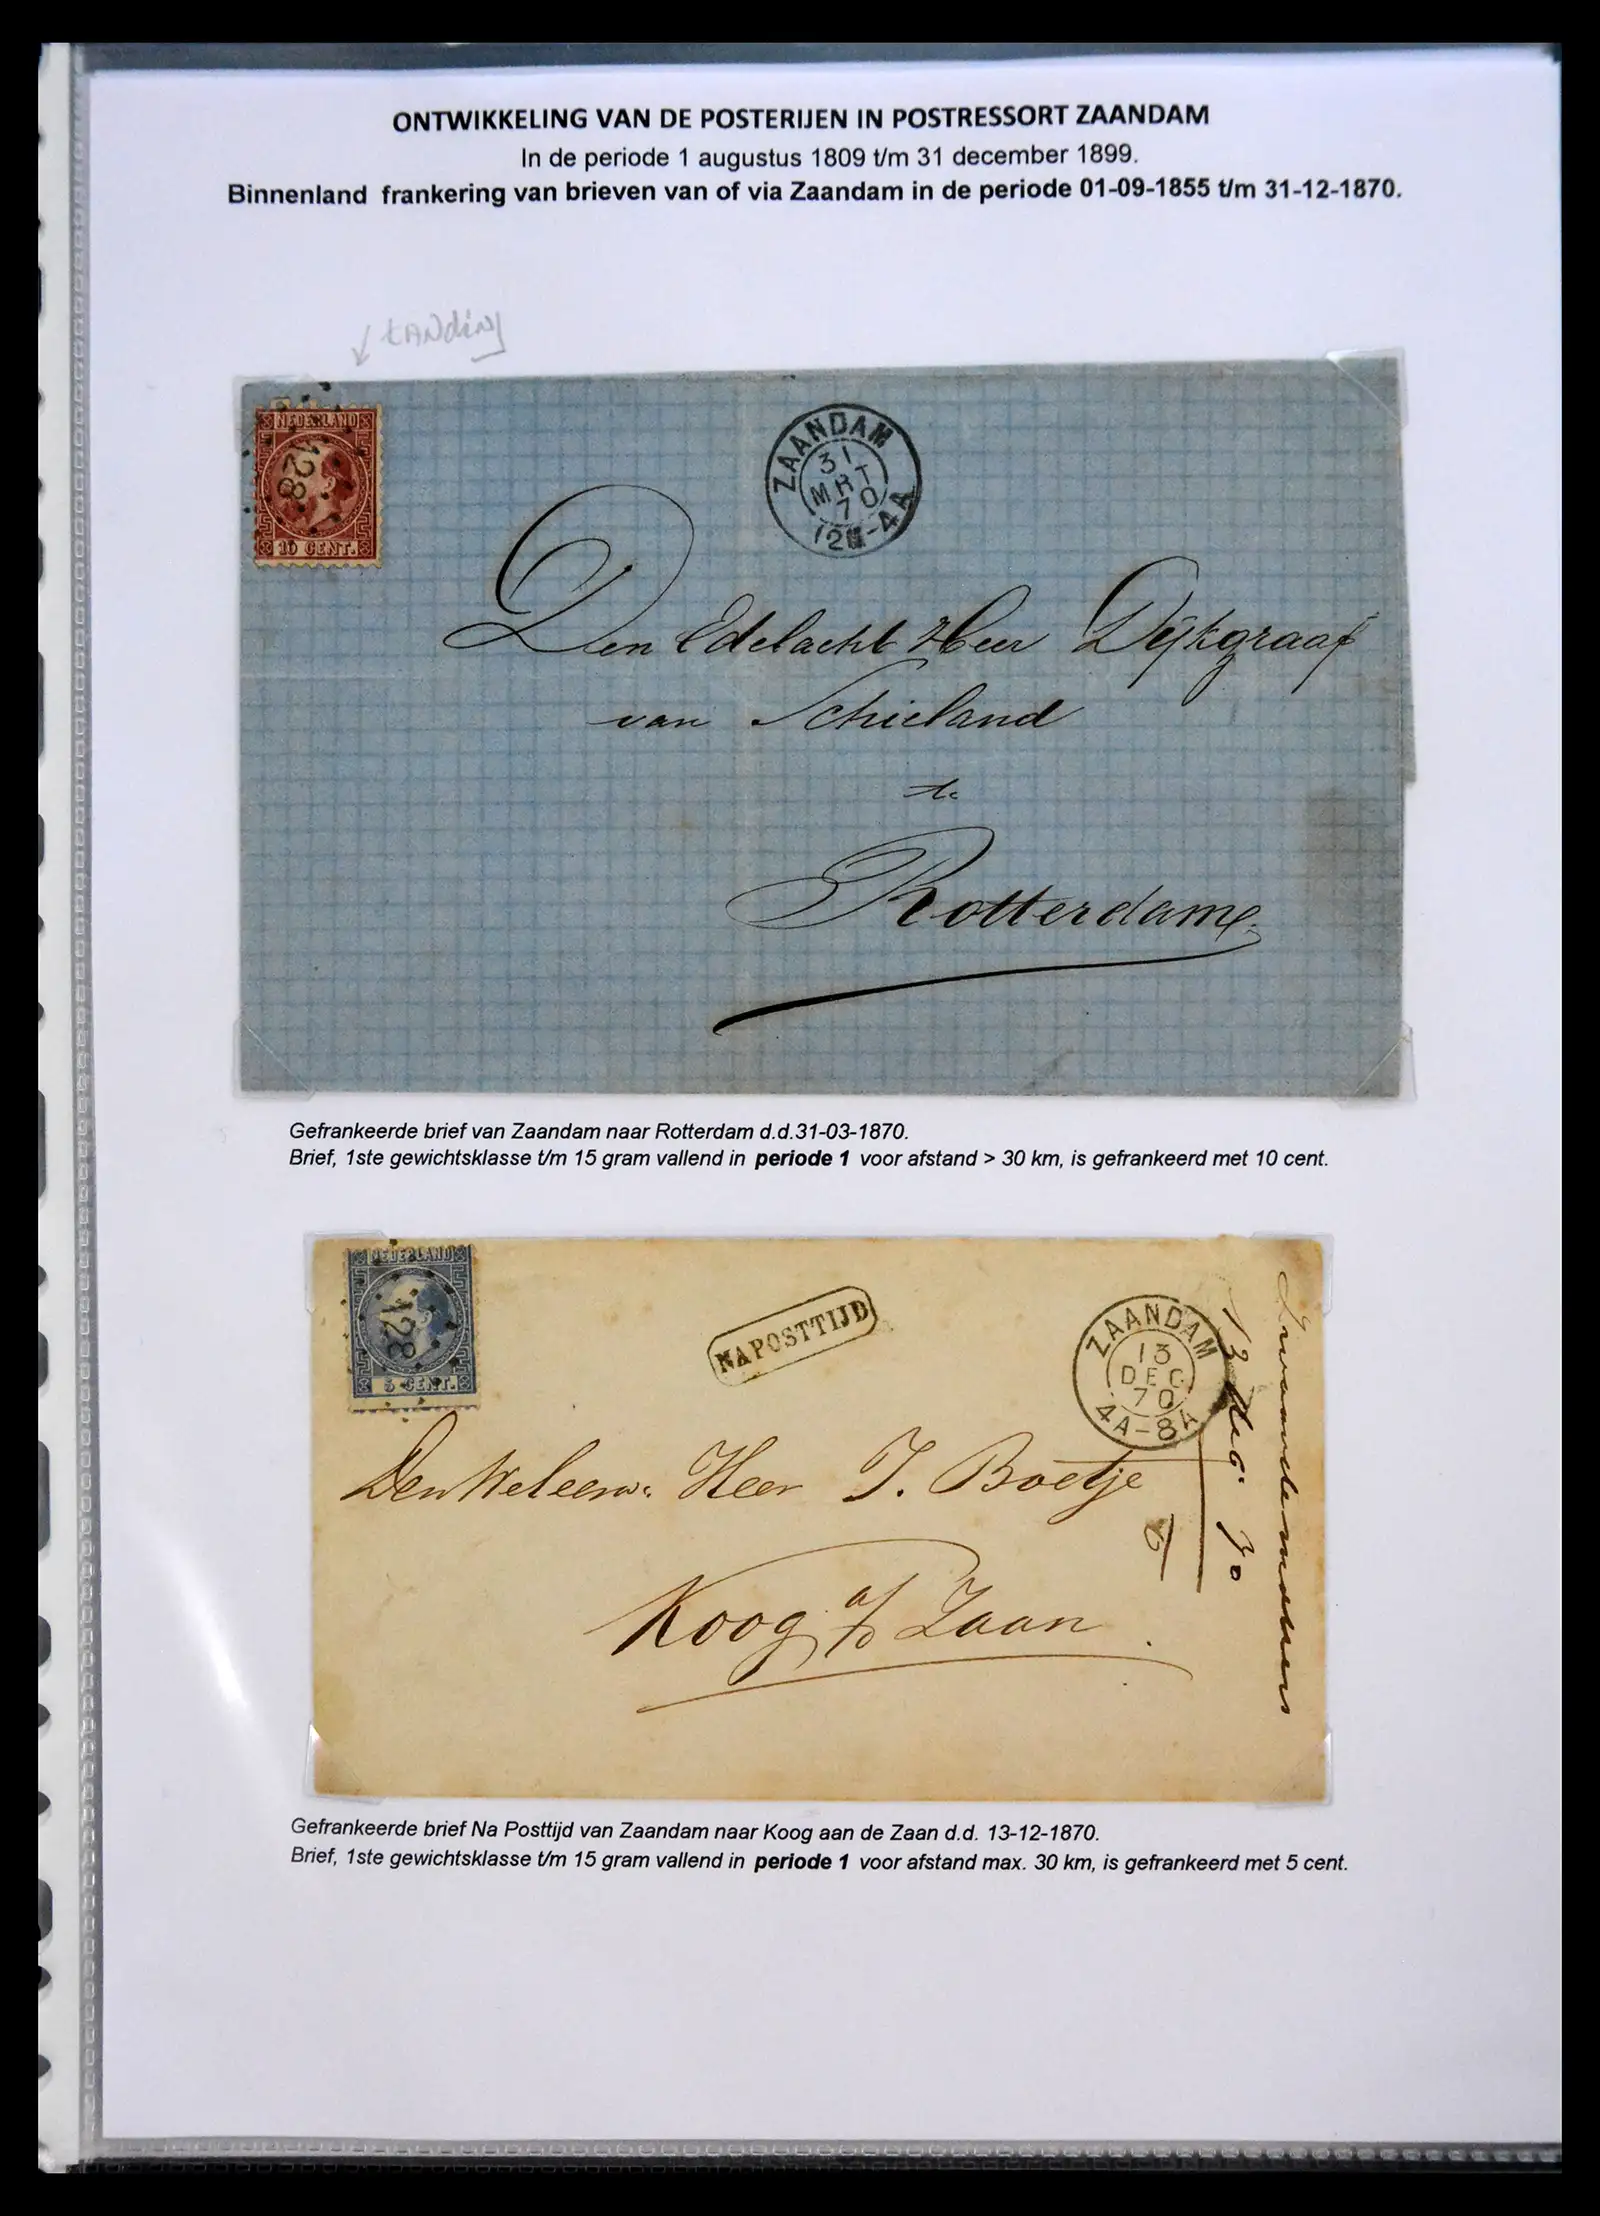 ONTWIKKELING VAN DE POSTERIJEN IN POSTRESSORT ZAANDAM
In de periode 1 augustus 1809 t/m 31 december 1899.
Binnenland frankering van brieven van of via Zaandam in de periode 01-09-1855 t/m 31-12-1870.
tanding
NEDERLAND
128
10 CENT.
ZAANDAM
31
MRT
70
12M-4A
Den Edelacht Heer Dijkgraaf
van Schieland
te
Rotterdam
Gefrankeerde brief van Zaandam naar Rotterdam d.d.31-03-1870.
Brief, 1ste gewichtsklasse t/m 15 gram vallend in periode 1 voor afstand > 30 km, is gefrankeerd met 10 cent.
NEDERLAND
128
5 CENT.
NAPOSTTIJD
ZAANDAM
13
DEC
70
4A-8A
Den Weleerw. Heer J. Boetje
Koog a/d Zaan
Gefrankeerde brief Na Posttijd van Zaandam naar Koog aan de Zaan d.d. 13-12-1870.
Brief, 1ste gewichtsklasse t/m 15 gram vallend in periode 1 voor afstand max. 30 km, is gefrankeerd met 5 cent.